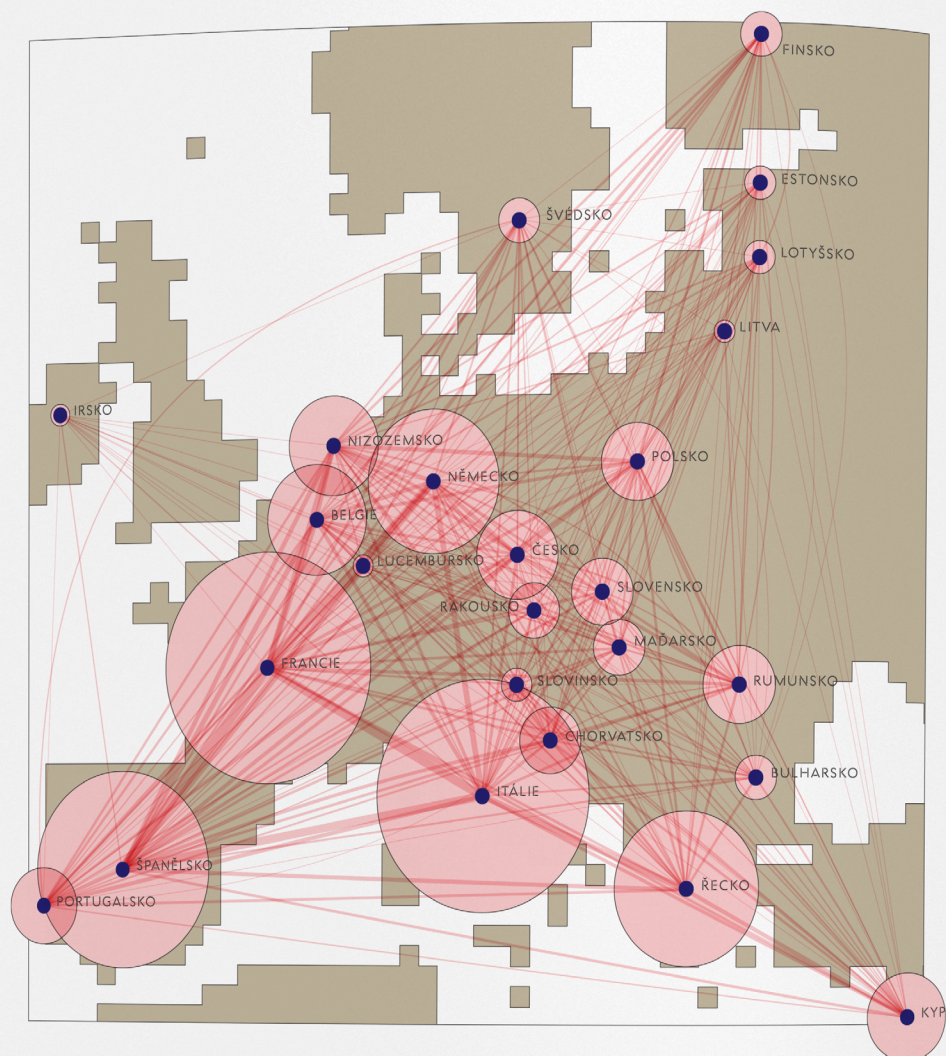 FINSKO
ESTONSKO
ŠVÉDSKO
LOTYŠSKO
LITVA
IRSKO
NIZOZEMSKO
POLSKO
NĚMECKO
BELGIE
ČESKO
LUCEMBURSKO
SLOVENSKO
RAKOUSKO
MAĎARSKO
FRANCIE
SLOVINSKO
RUMUNSKO
CHORVATSKO
BULHARSKO
ITÁLIE
ŠPANĚLSKO
ŘECKO
PORTUGALSKO
KYP